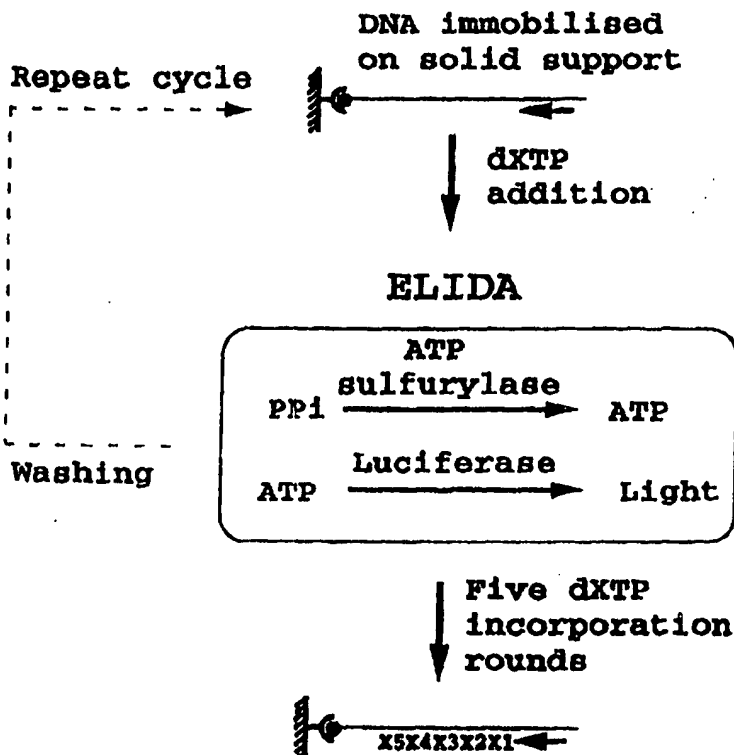 DNA immobilised
on solid support
Repeat cycle
dXTP
addition
ELIDA
ATP
sulfurylase
PPi
ATP
Luciferase
ATP
Light
Washing
Five dXTP
incorporation
rounds
X5X4X3X2X1